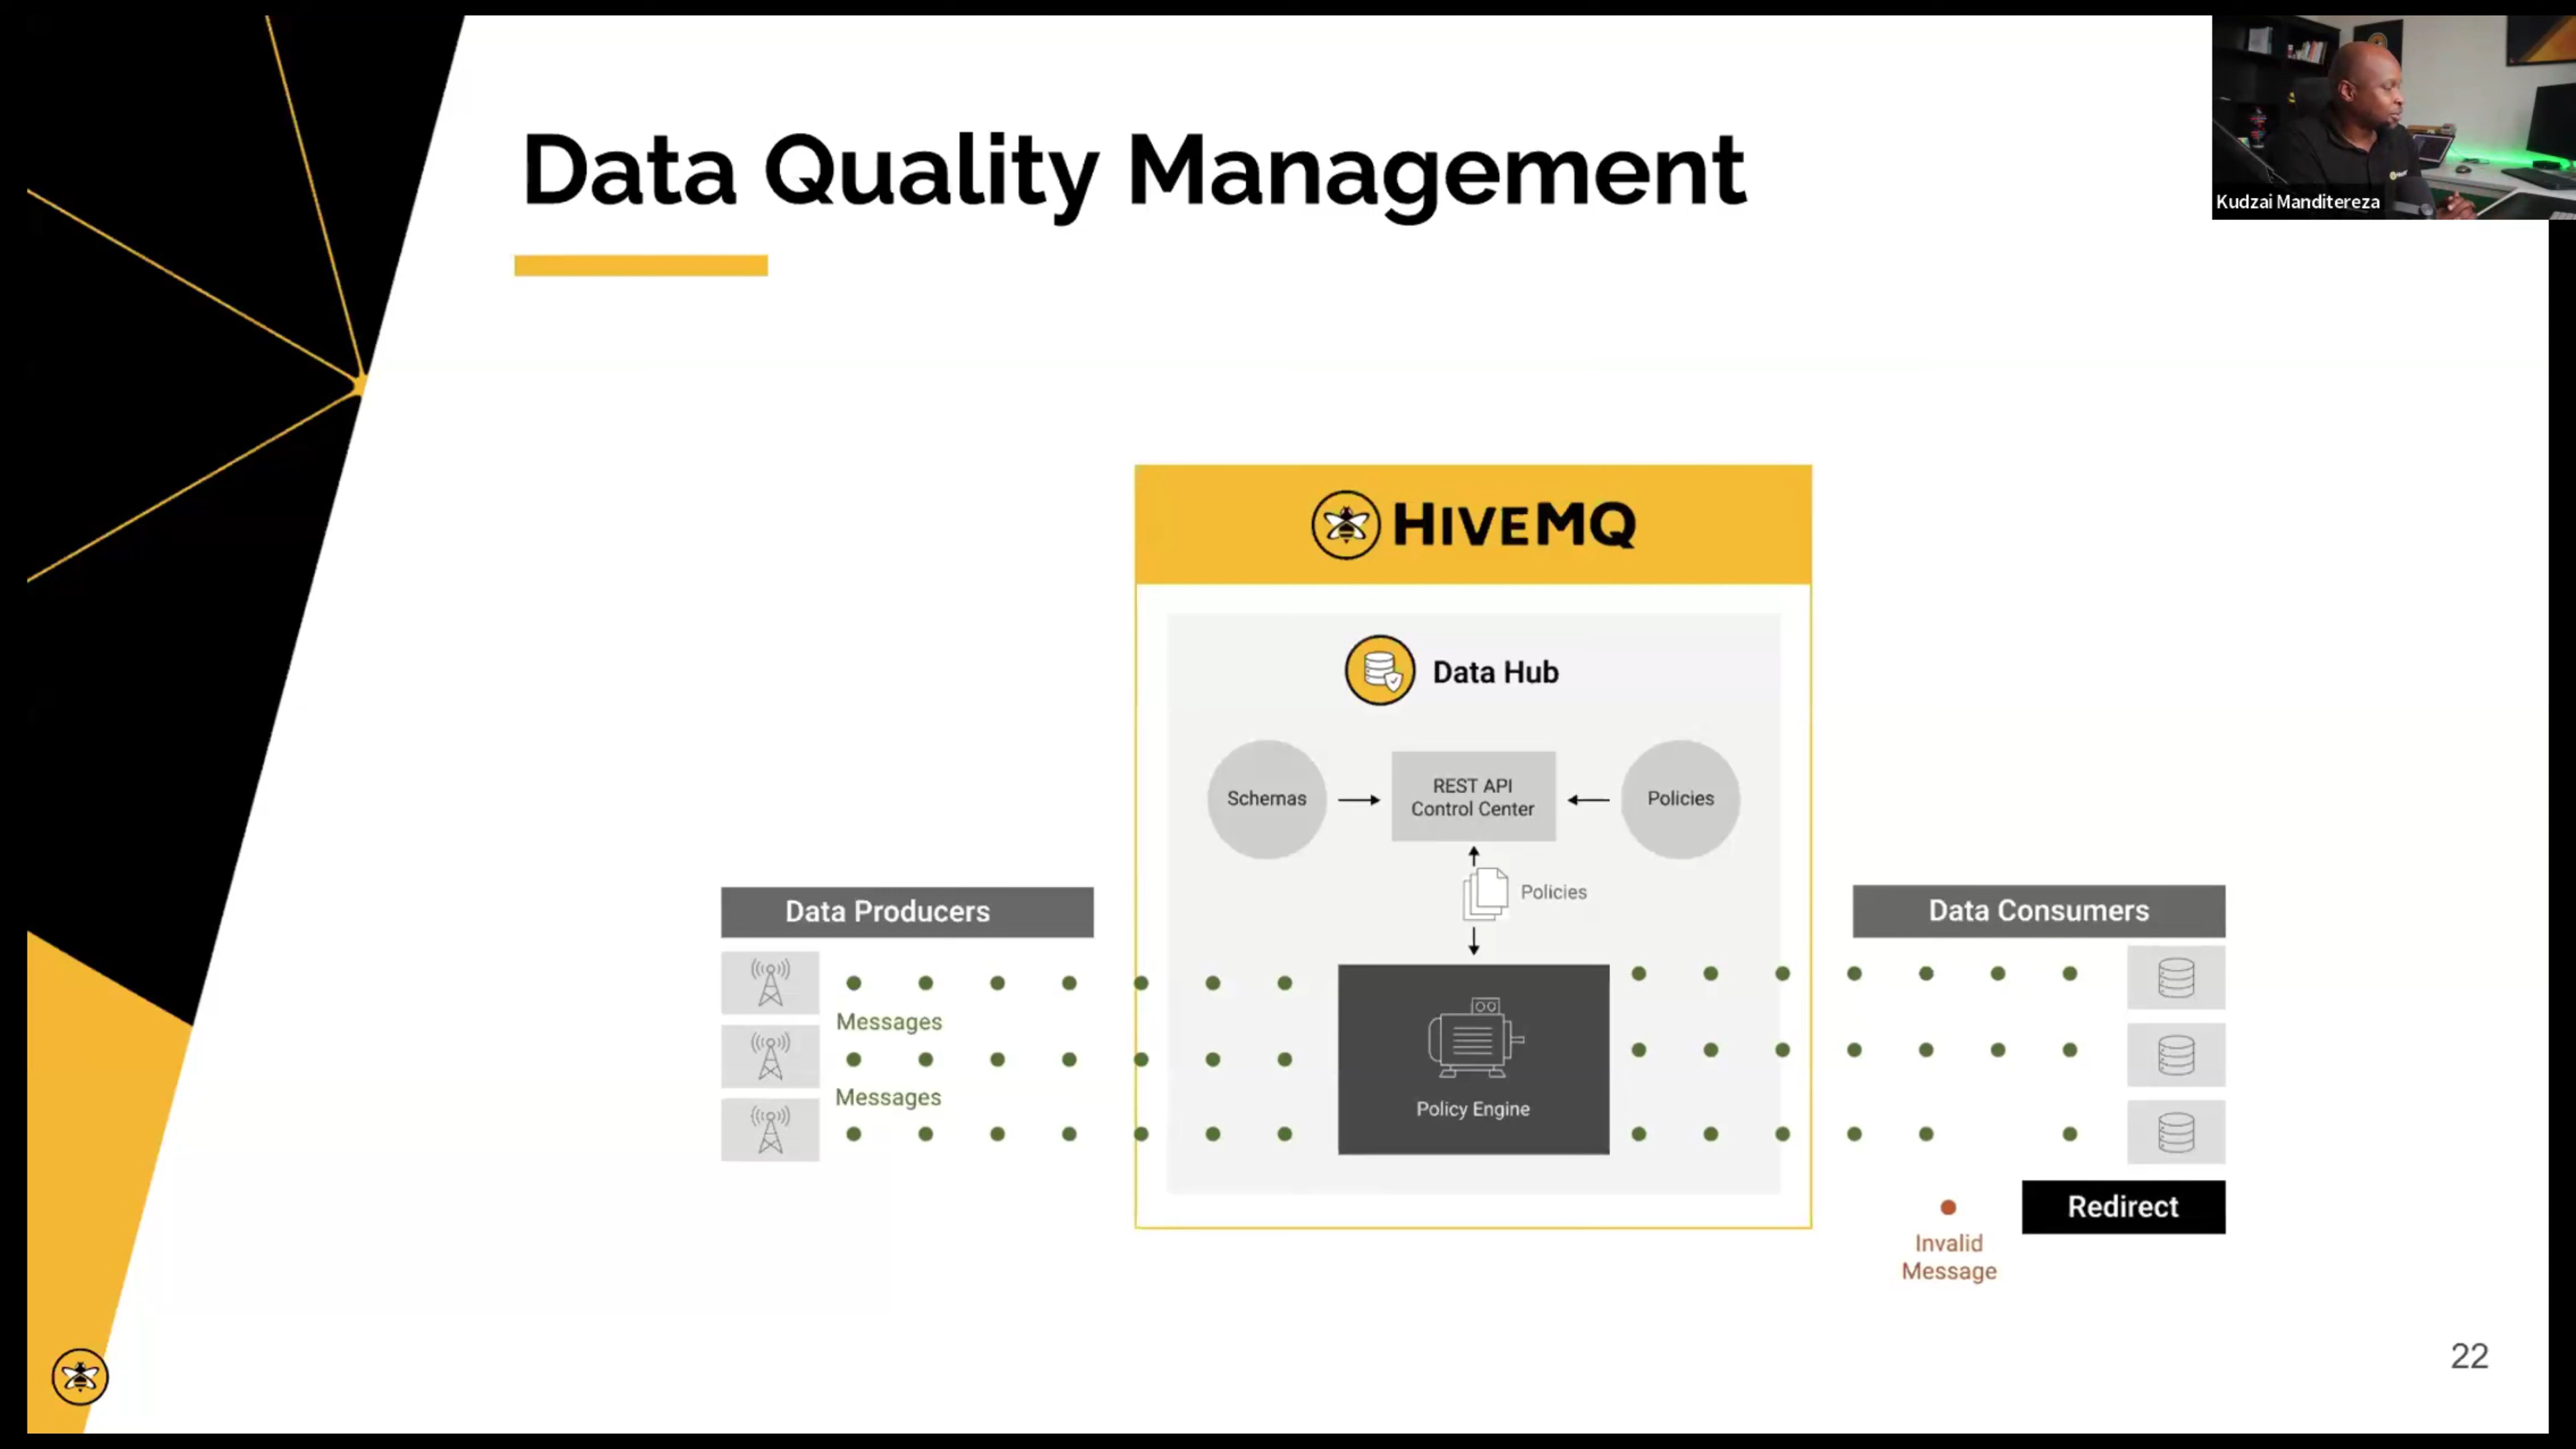 Data Quality Management
Kudzai Manditereza
HIVEMQ
Data Hub
Schemas
REST API
Control Center
Policies
Policies
Data Producers
Messages
Messages
Policy Engine
Data Consumers
Redirect
Invalid
Message
22